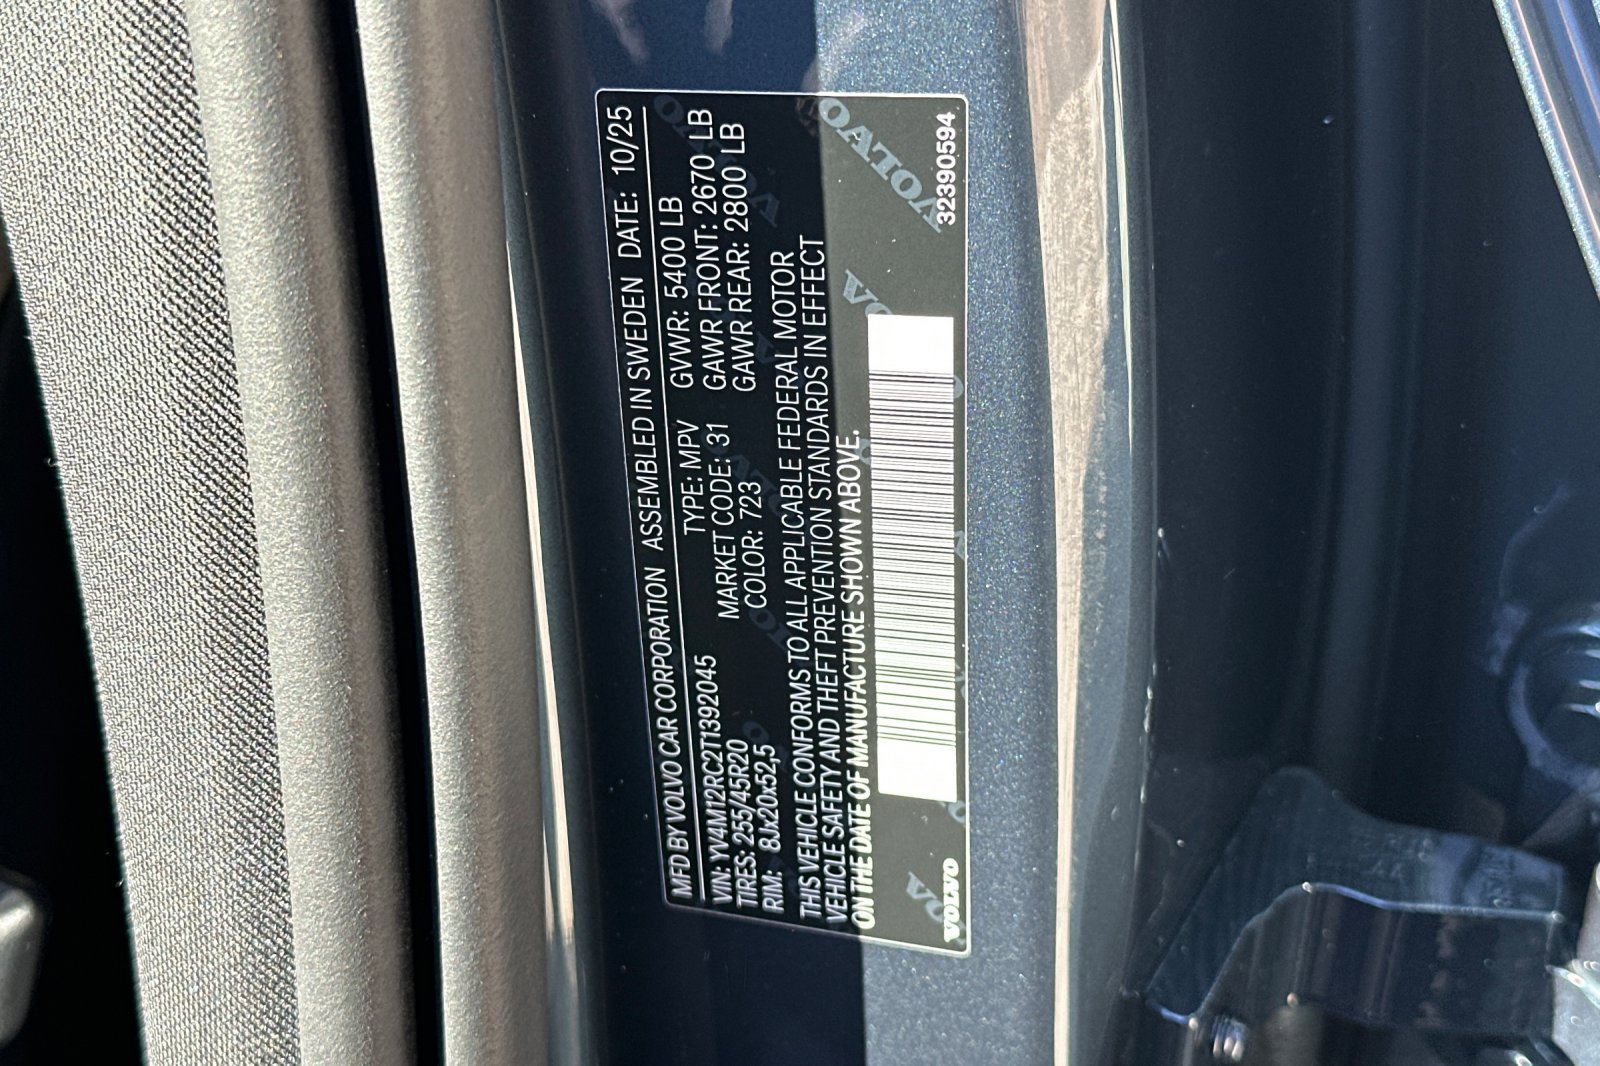 MFD BY VOLVO CAR CORPORATION ASSEMBLED IN SWEDEN DATE: 10/25
VIN: YV4M12RC2T1392045 TYPE: MPV GVWR: 5400 LB
TIRES: 255/45R20 MARKET CODE: 31 GAWR FRONT: 2670 LB
RIM: 8Jx20x52,5 COLOR: 723 GAWR REAR: 2800 LB
THIS VEHICLE CONFORMS TO ALL APPLICABLE FEDERAL MOTOR
VEHICLE SAFETY AND THEFT PREVENTION STANDARDS IN EFFECT
ON THE DATE OF MANUFACTURE SHOWN ABOVE.
VOLVO 32390594